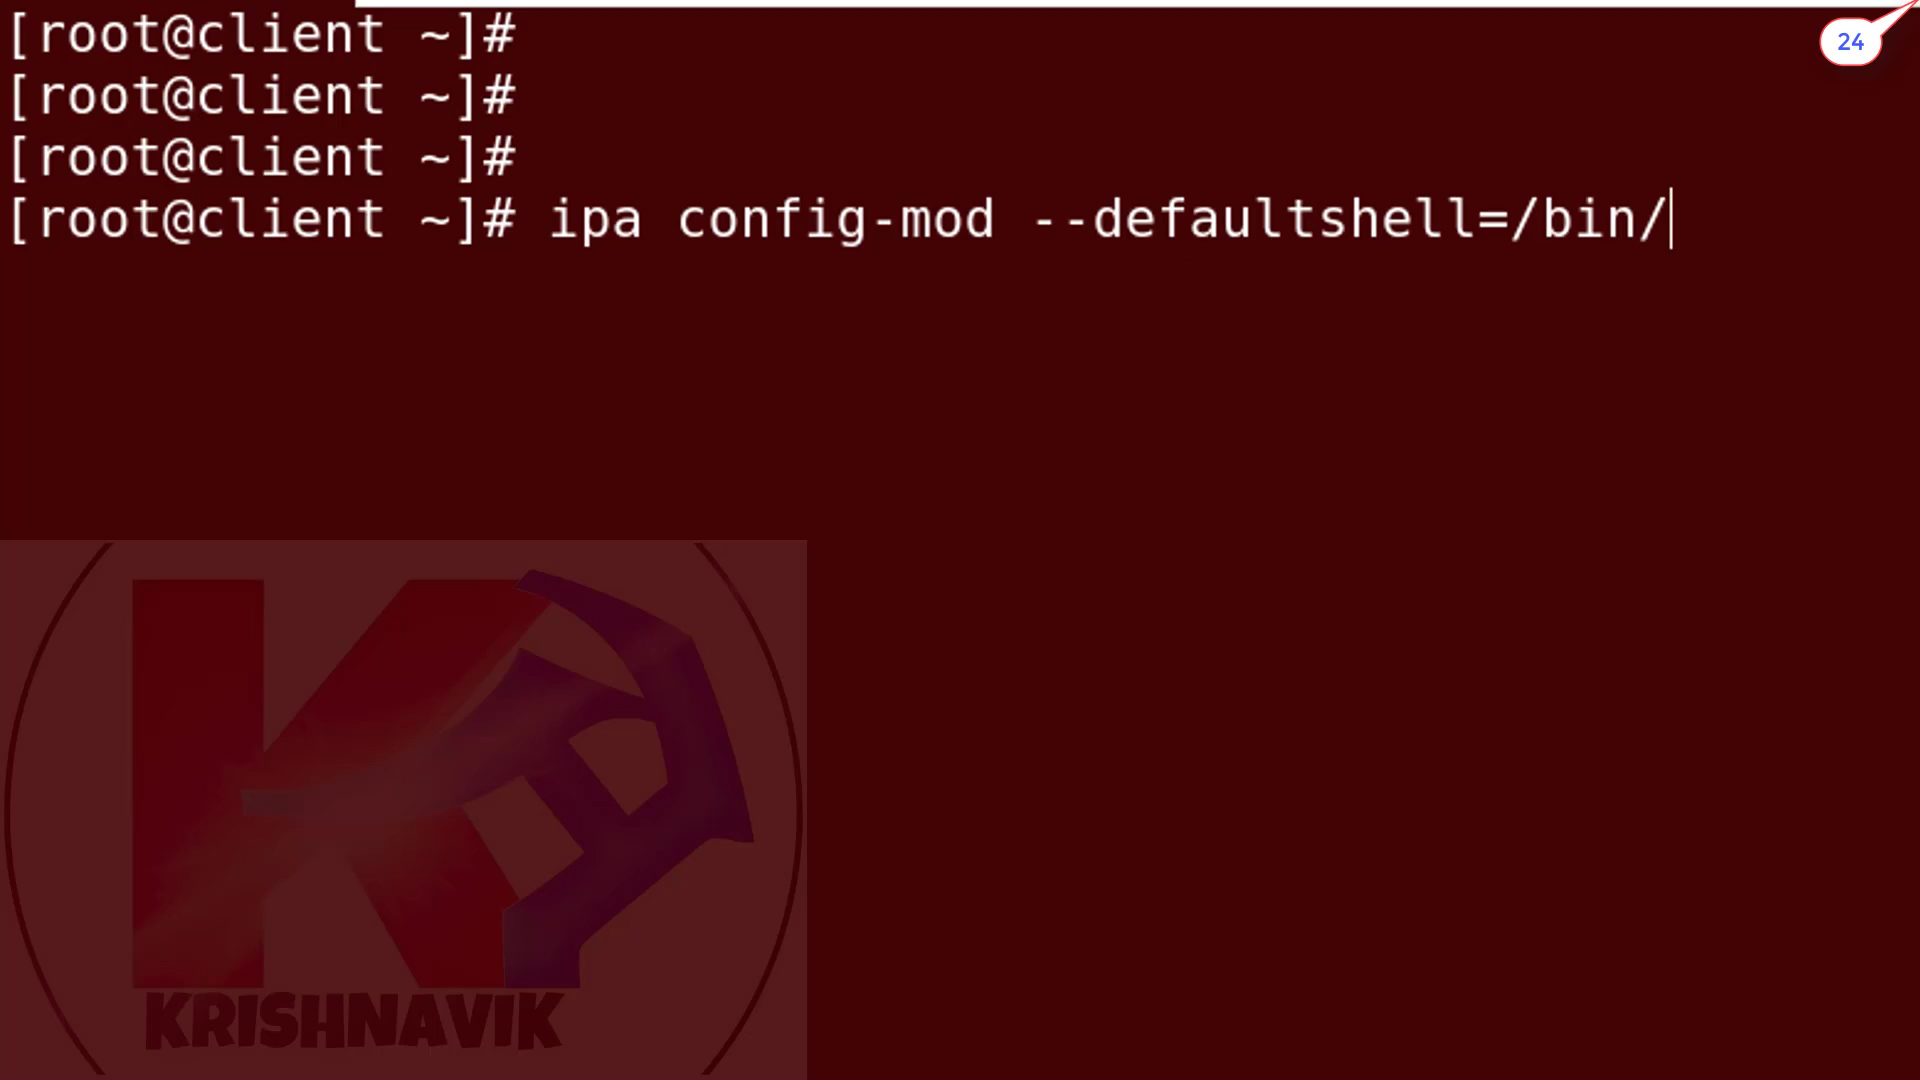 [root@client ~]#
24
[root@client ~]#
[root@client ~]#
[root@client ~]# ipa config-mod --defaultshell=/bin/
KRISHNAVIK